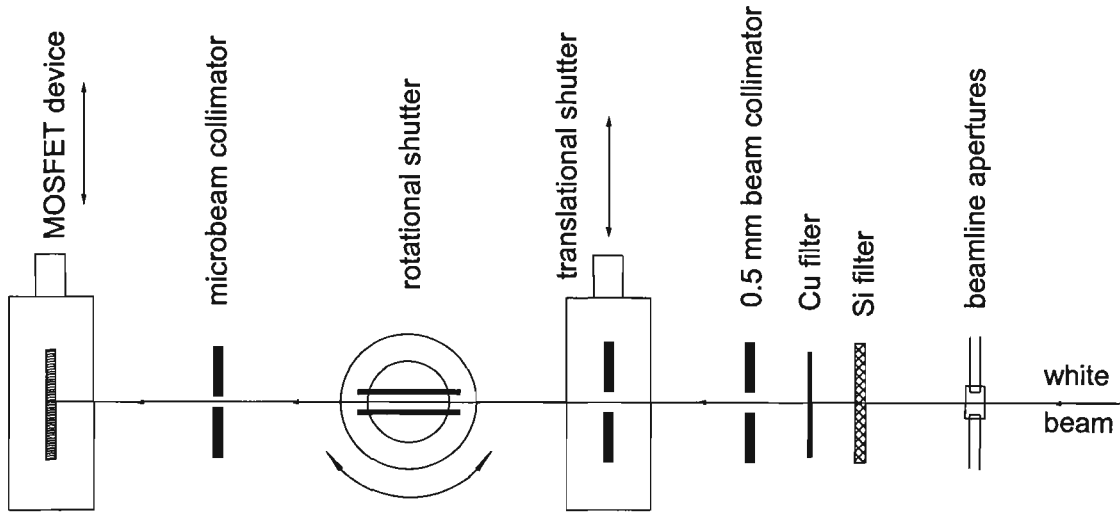 MOSFET device
microbeam collimator
rotational shutter
translational shutter
0.5 mm beam collimator
Cu filter
Si filter
beamline apertures
white
beam